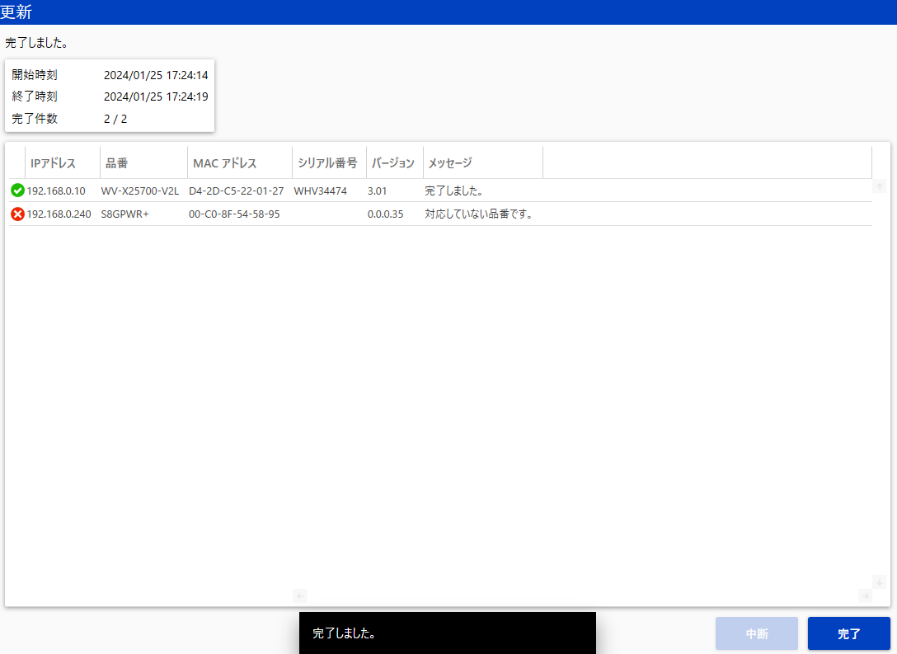 更新
完了しました。
開始時刻 2024/01/25 17:24:14
終了時刻 2024/01/25 17:24:19
完了件数 2 / 2
IPアドレス 品番 MAC アドレス シリアル番号 バージョン メッセージ
192.168.0.10 WV-X25700-V2L D4-2D-C5-22-01-27 WHV34474 3.01 完了しました。
192.168.0.240 S8GPWR+ 00-C0-8F-54-58-95 0.0.0.35 対応していない品番です。
完了しました。
中断 完了